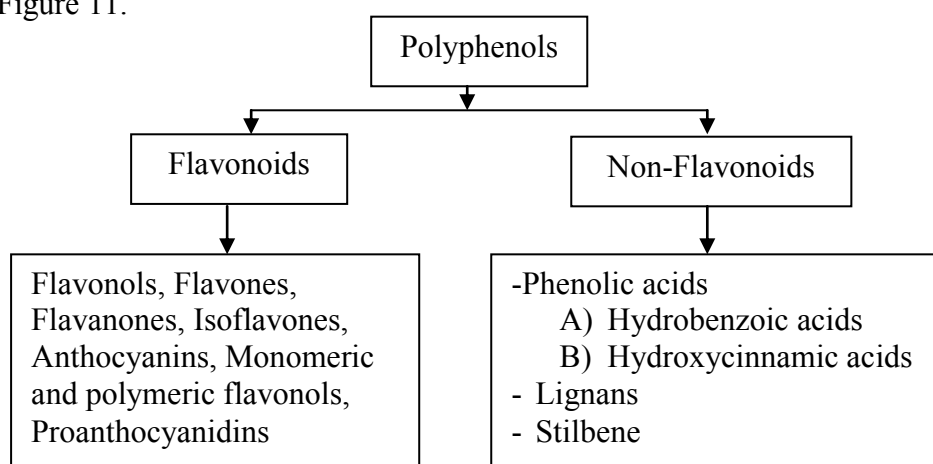 Figure 11.
Polyphenols
Flavonoids
Non-Flavonoids
Flavonols, Flavones,
Flavanones, Isoflavones,
Anthocyanins, Monomeric
and polymeric flavonols,
Proanthocyanidins
-Phenolic acids
A) Hydrobenzoic acids
B) Hydroxycinnamic acids
- Lignans
- Stilbene